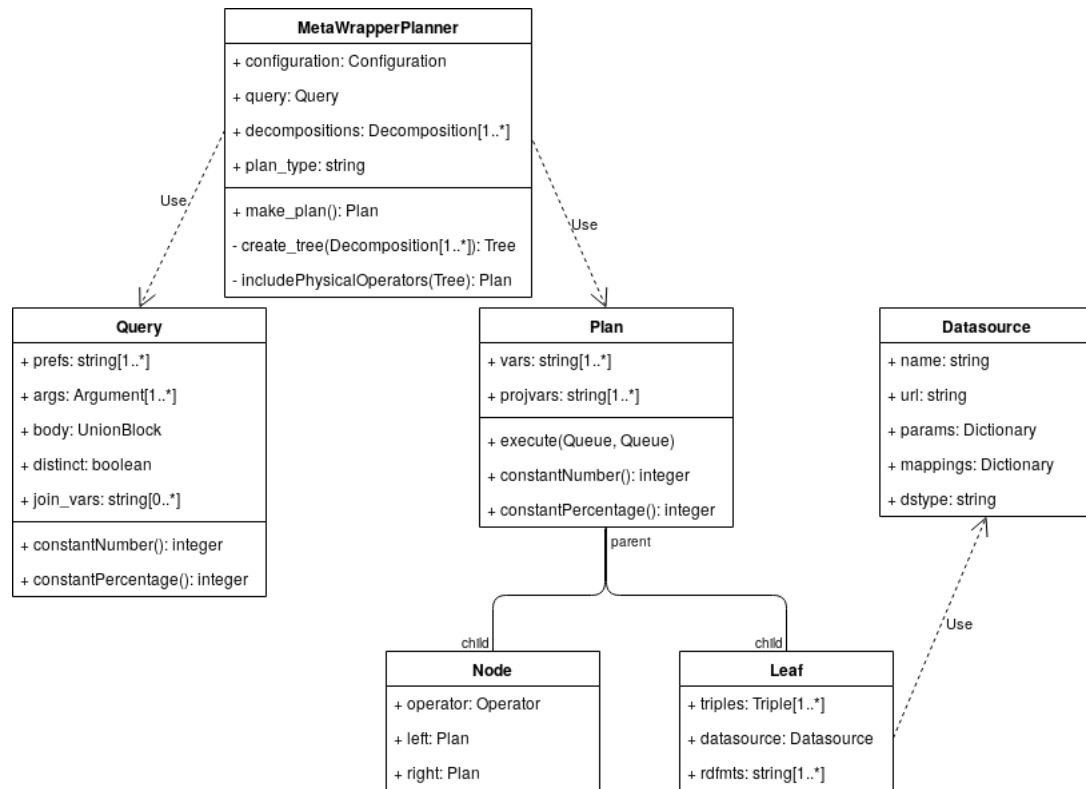 MetaWrapperPlanner
+ configuration: Configuration
+ query: Query
+ decompositions: Decomposition[1..*]
+ plan_type: string
+ make_plan(): Plan
- create_tree(Decomposition[1..*]): Tree
- includePhysicalOperators(Tree): Plan
Use
Use
Query
+ prefs: string[1..*]
+ args: Argument[1..*]
+ body: UnionBlock
+ distinct: boolean
+ join_vars: string[0..*]
+ constantNumber(): integer
+ constantPercentage(): integer
Plan
+ vars: string[1..*]
+ projvars: string[1..*]
+ execute(Queue, Queue)
+ constantNumber(): integer
+ constantPercentage(): integer
Datasource
+ name: string
+ url: string
+ params: Dictionary
+ mappings: Dictionary
+ dstype: string
parent
child
child
Use
Node
+ operator: Operator
+ left: Plan
+ right: Plan
Leaf
+ triples: Triple[1..*]
+ datasource: Datasource
+ rdfmts: string[1..*]